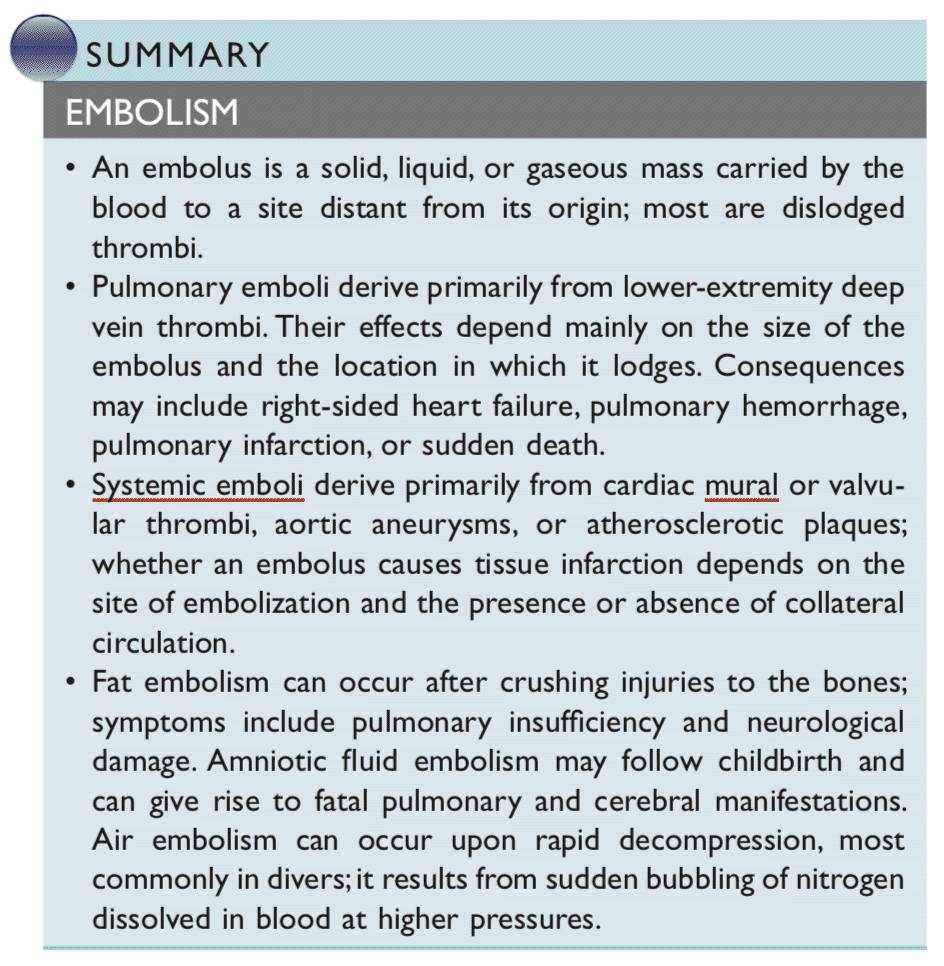 SUMMARY
EMBOLISM
• An embolus is a solid, liquid, or gaseous mass carried by the
blood to a site distant from its origin; most are dislodged
thrombi.
• Pulmonary emboli derive primarily from lower-extremity deep
vein thrombi. Their effects depend mainly on the size of the
embolus and the location in which it lodges. Consequences
may include right-sided heart failure, pulmonary hemorrhage,
pulmonary infarction, or sudden death.
• Systemic emboli derive primarily from cardiac mural or valvu-
lar thrombi, aortic aneurysms, or atherosclerotic plaques;
whether an embolus causes tissue infarction depends on the
site of embolization and the presence or absence of collateral
circulation.
• Fat embolism can occur after crushing injuries to the bones;
symptoms include pulmonary insufficiency and neurological
damage. Amniotic fluid embolism may follow childbirth and
can give rise to fatal pulmonary and cerebral manifestations.
Air embolism can occur upon rapid decompression, most
commonly in divers; it results from sudden bubbling of nitrogen
dissolved in blood at higher pressures.